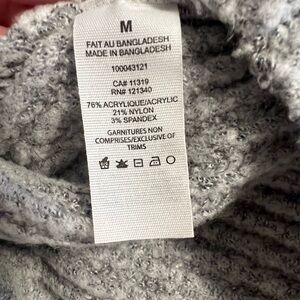 M
FAIT AU BANGLADESH
MADE IN BANGLADESH
100043121
CA# 11319
RN# 121340
76% ACRYLIQUE/ACRYLIC
21% NYLON
3% SPANDEX
GARNITURES NON
COMPRISES/EXCLUSIVE OF
TRIMS